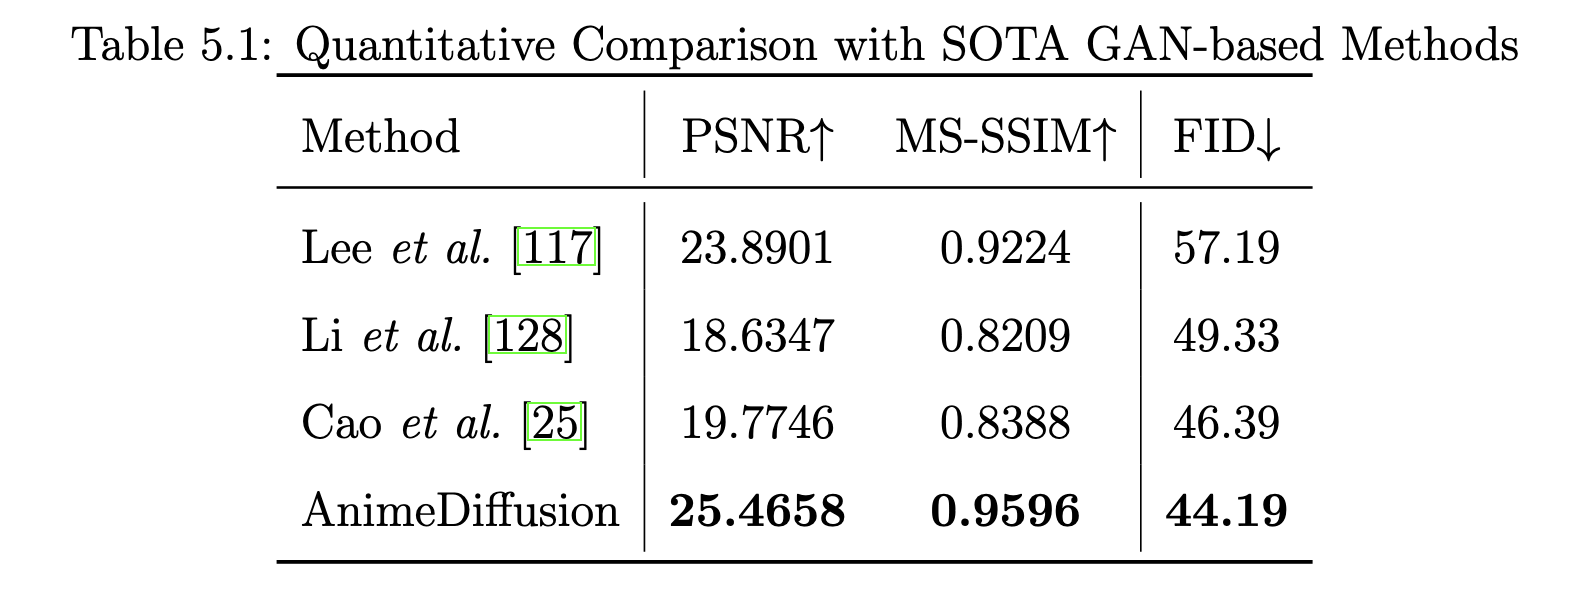 Table 5.1: Quantitative Comparison with SOTA GAN-based Methods
Method PSNR↑ MS-SSIM↑ FID↓
Lee et al. [117] 23.8901 0.9224 57.19
Li et al. [128] 18.6347 0.8209 49.33
Cao et al. [25] 19.7746 0.8388 46.39
AnimeDiffusion 25.4658 0.9596 44.19